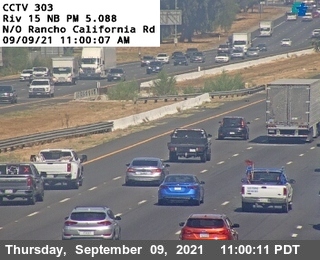 CCTV 303
Riv 15 NB PM 5.088
N/O Rancho California Rd
09/09/21 11:00:07 AM
Thursday, September 09, 2021 11:00:11 PDT